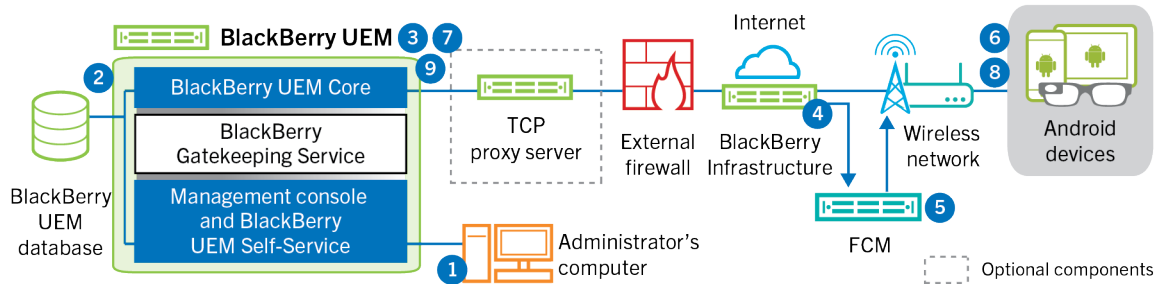 BlackBerry UEM 3 7
Internet
6
2
9
8
BlackBerry UEM Core
BlackBerry
Gatekeeping Service
Management console
and BlackBerry
UEM Self-Service
BlackBerry
UEM
database
TCP
proxy server
External
firewall
4
BlackBerry
Infrastructure
Wireless
network
Android
devices
5
FCM
1
Administrator's
computer
Optional components